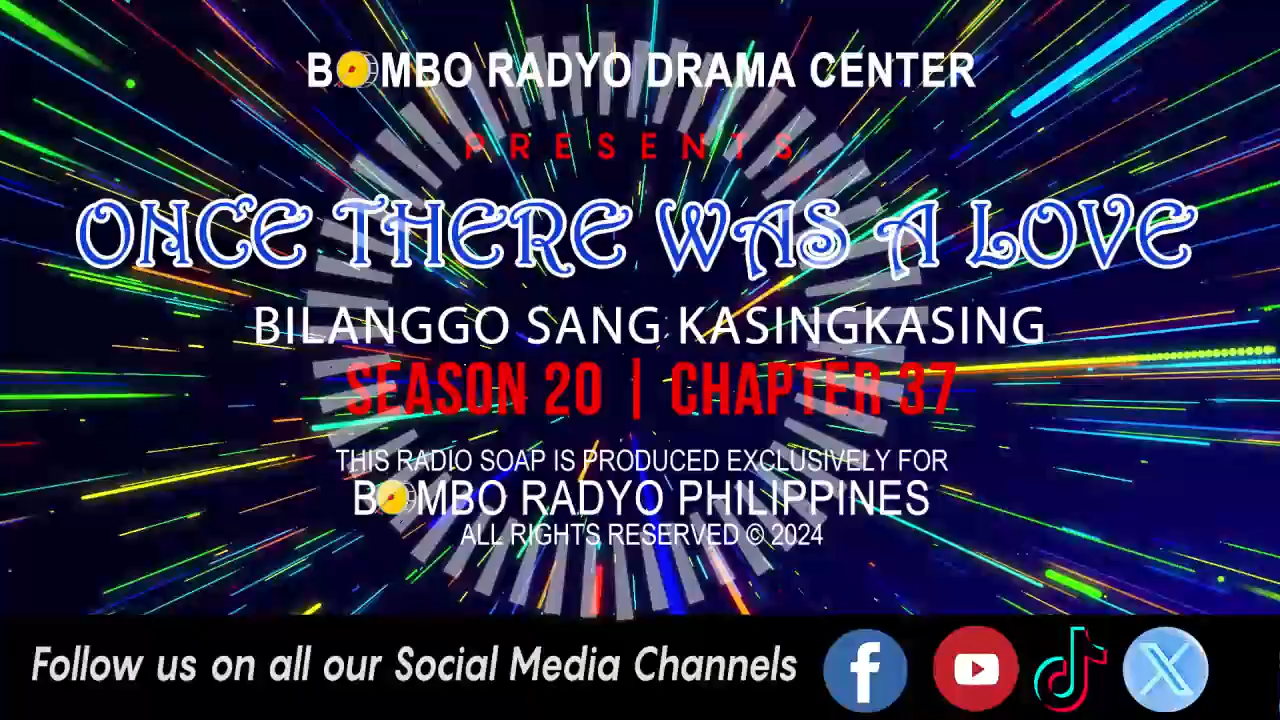 BOMBO RADYO DRAMA CENTER
PRESENTS
ONCE THERE WAS A LOVE
BILANGGO SANG KASINGKASING
SEASON 20 | CHAPTER 37
THIS RADIO SOAP IS PRODUCED EXCLUSIVELY FOR
BOMBO RADYO PHILIPPINES
ALL RIGHTS RESERVED © 2024
Follow us on all our Social Media Channels